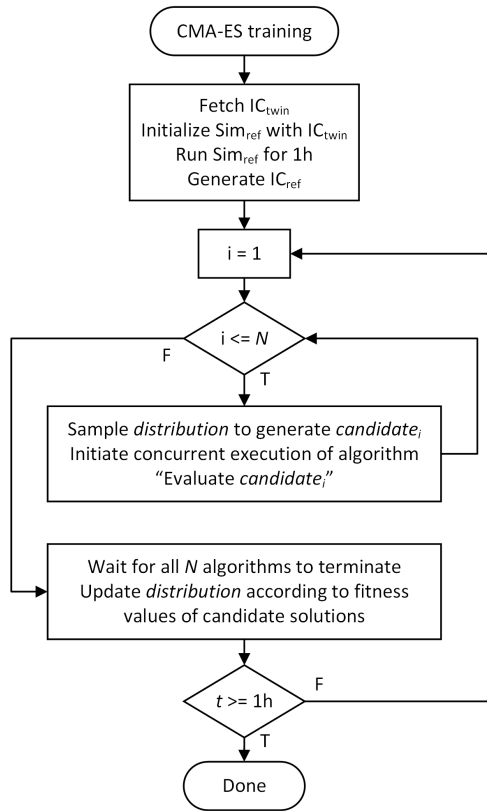 CMA-ES training
Fetch ICtwin
Initialize Simref with ICtwin
Run Simref for 1h
Generate ICref
i = 1
i <= N
F
T
Sample distribution to generate candidatei
Initiate concurrent execution of algorithm
“Evaluate candidatei”
Wait for all N algorithms to terminate
Update distribution according to fitness
values of candidate solutions
t >= 1h
F
T
Done